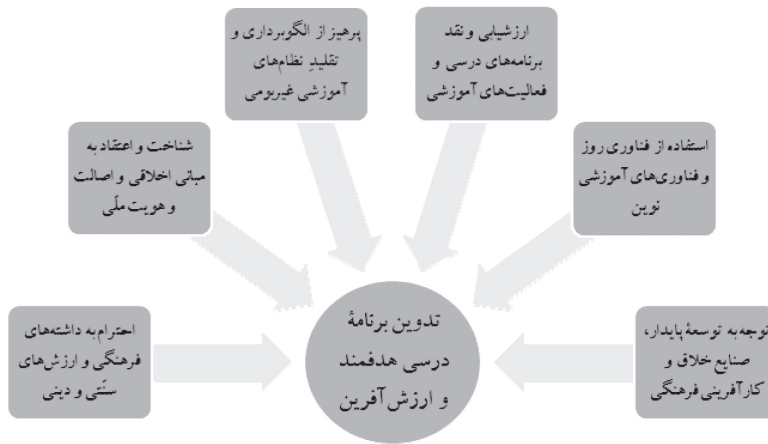 ارزشیابی و نقد
برنامه‌های درسی و
فعالیت‌های آموزشی
پرهیز از الگوبرداری و
تقلیدِ نظام‌های
آموزشی غیربومی
استفاده از فناوری روز
و فناوری‌های آموزشی
نوین
شناخت و اعتقاد به
مبانی اخلاقی و اصالت
و هویت ملّی
توجه به توسعهٔ پایدار،
صنایع خلاق و
کارآفرینی فرهنگی
تدوین برنامهٔ
درسی هدفمند
و ارزش‌آفرین
احترام به داشته‌های
فرهنگی و ارزش‌های
سنّتی و دینی